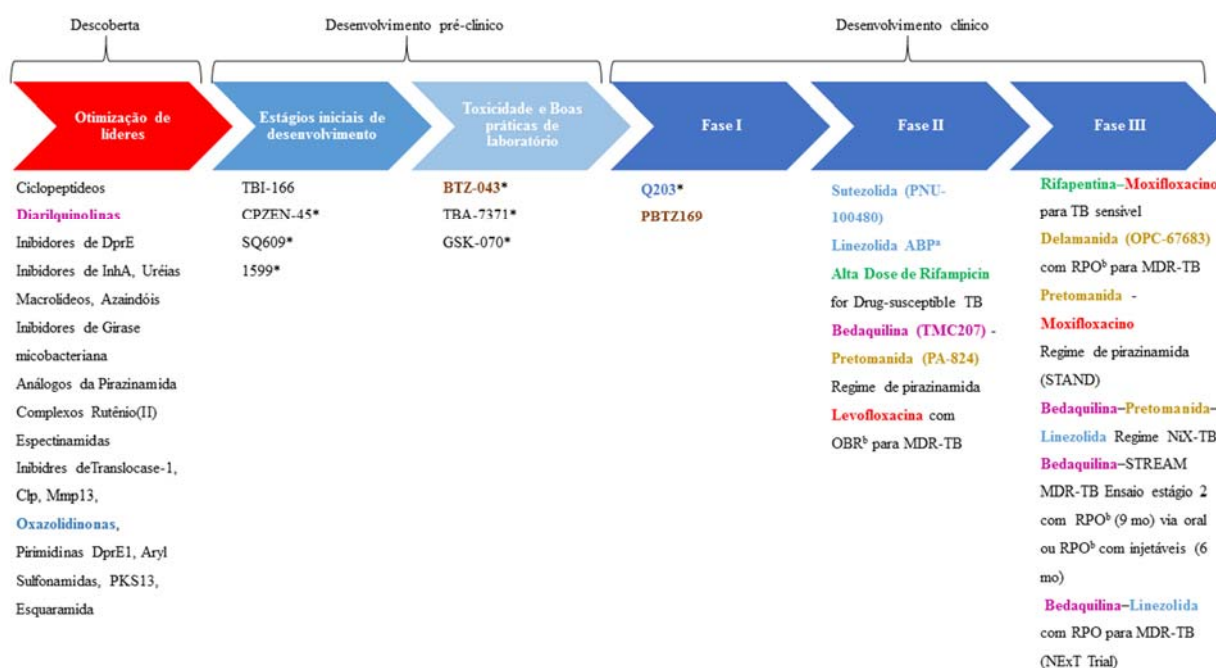 Descoberta
Desenvolvimento pré-clínico
Desenvolvimento clínico
Otimização de
líderes
Estágios iniciais de
desenvolvimento
Toxicidade e Boas
práticas de
laboratório
Fase I
Fase II
Fase III
Ciclopeptídeos
Diarilquinolinas
Inibidores de DprE
Inibidores de InhA, Uréias
Macrolídeos, Azaindóis
Inibidores de Girase
micobacteriana
Análogos da Pirazinamida
Complexos Rutênio(II)
Espectinamidas
Inibidres deTranslocase-1,
Clp, Mmp13,
Oxazolidinonas,
Pirimidinas DprE1, Aryl
Sulfonamidas, PKS13,
Esquaramida
TBI-166
CPZEN-45*
SQ609*
1599*
BTZ-043*
TBA-7371*
GSK-070*
Q203*
PBTZ169
Sutezolida (PNU-
100480)
Linezolida ABPª
Alta Dose de Rifampicin
for Drug-susceptible TB
Bedaquilina (TMC207) -
Pretomanida (PA-824)
Regime de pirazinamida
Levofloxacina com
OBRᵇ para MDR-TB
Rifapentina–Moxifloxacino
para TB sensível
Delamanida (OPC-67683)
com RPOᵇ para MDR-TB
Pretomanida -
Moxifloxacino
Regime de pirazinamida
(STAND)
Bedaquilina–Pretomanida–
Linezolida Regime NiX-TB
Bedaquilina–STREAM
MDR-TB Ensaio estágio 2
com RPOᵇ (9 mo) via oral
ou RPOᵇ com injetáveis (6
mo)
Bedaquilina–Linezolida
com RPO para MDR-TB
(NExT Trial)